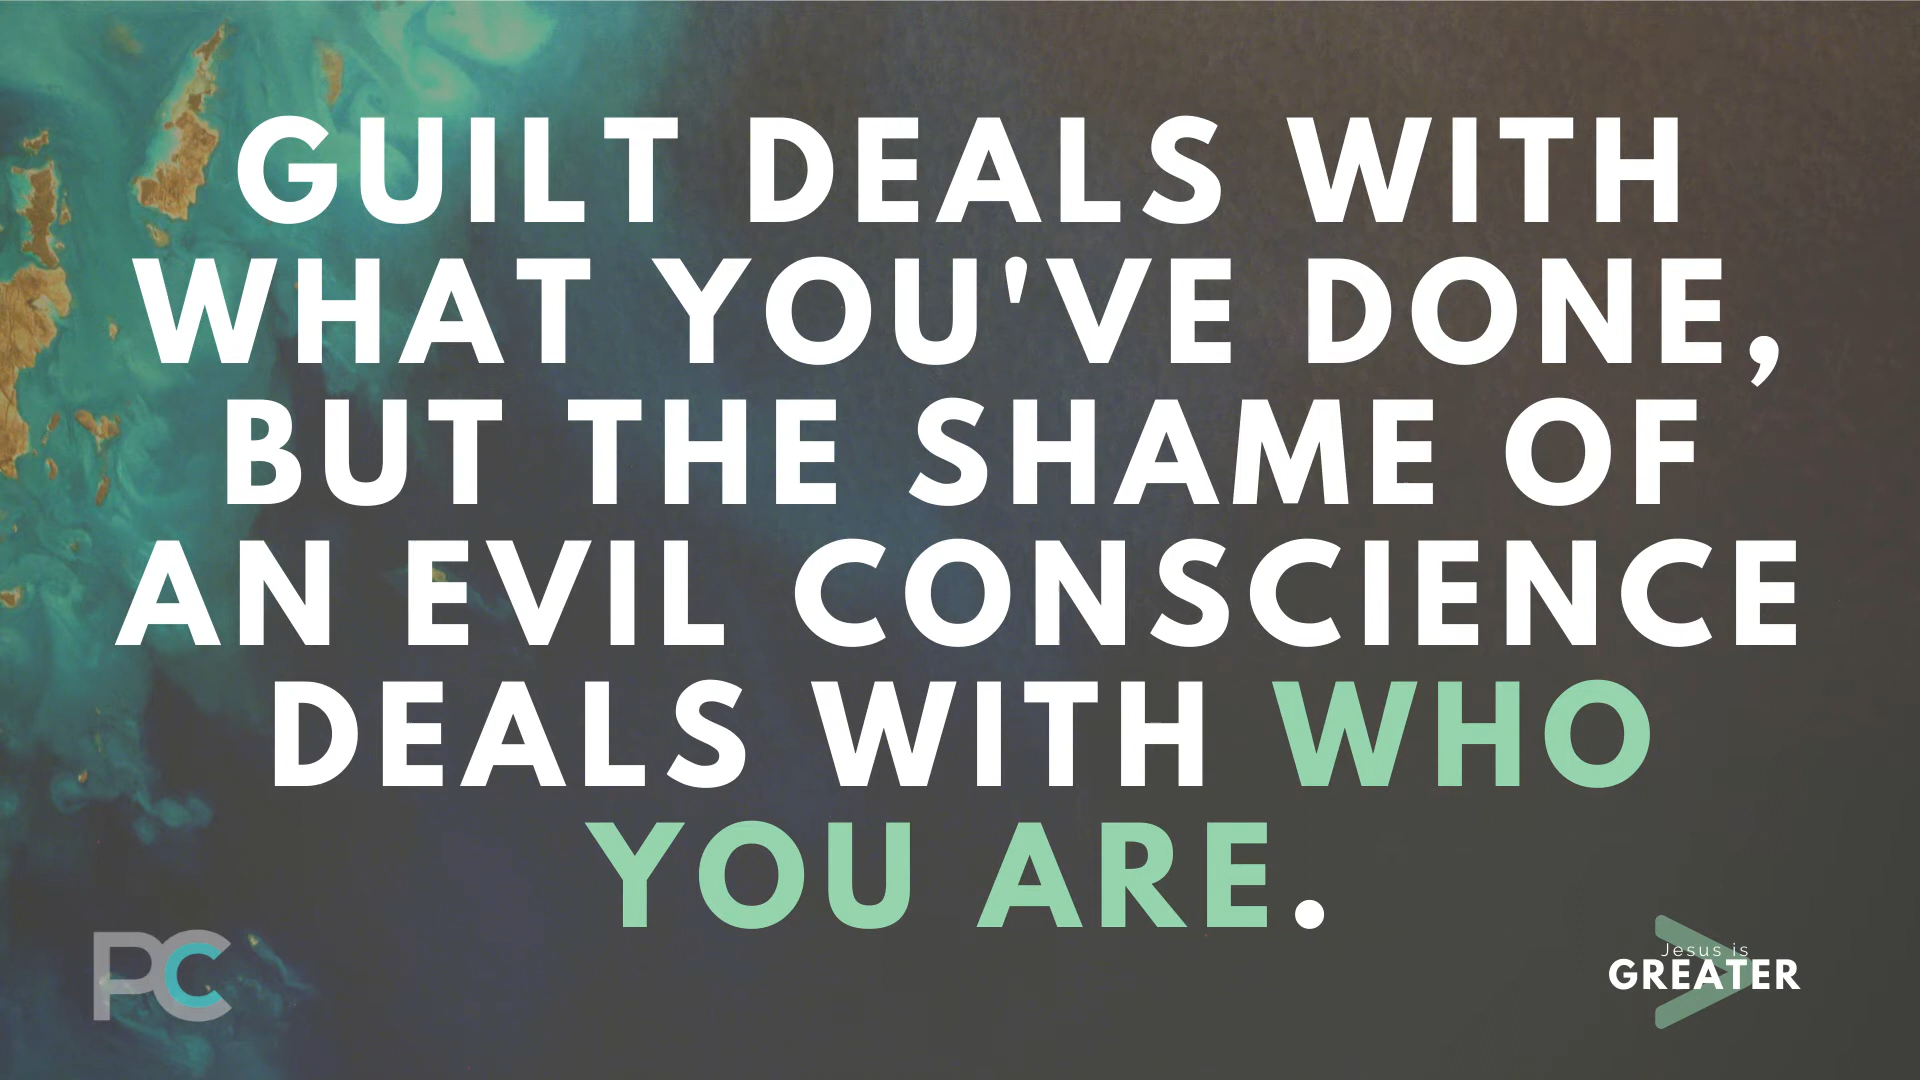 GUILT DEALS WITH
WHAT YOU'VE DONE,
BUT THE SHAME OF
AN EVIL CONSCIENCE
DEALS WITH WHO
YOU ARE.
PC
Jesus is
GREATER